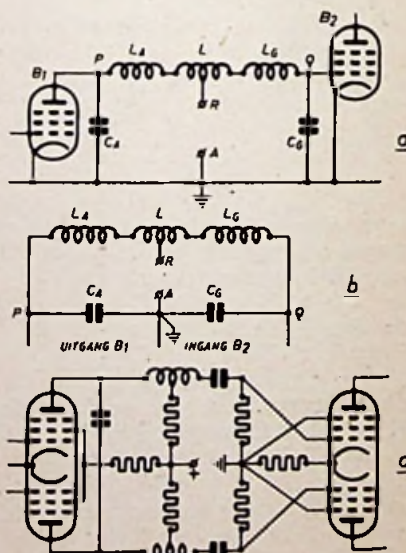 B2
LA L LG
P Q
B1
R
CA A CG
a
LA L LG
R
CA A CG
P Q
b
UITGANG B1 INGANG B2
c